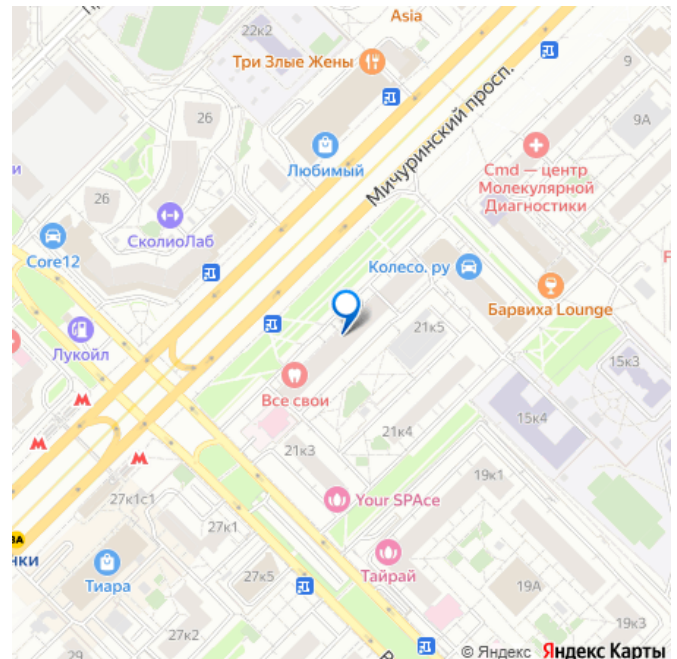 Asia
22к2
Три Злые Жены
9
26
9А
Мичуринский просп.
Любимый
Cmd — центр
Молекулярной
Диагностики
26
СколиоЛаб
и
Core12
Колесо. ру
Барвиха Lounge
21к5
Лукойл
15к3
Все свои
15к4
21к4
21к3
19к1
27к1с1
Your SPAce
27к1
нки
Тиара
Тайрай
27к5
19А
19к3
27к2
29
© Яндекс Яндекс Карты